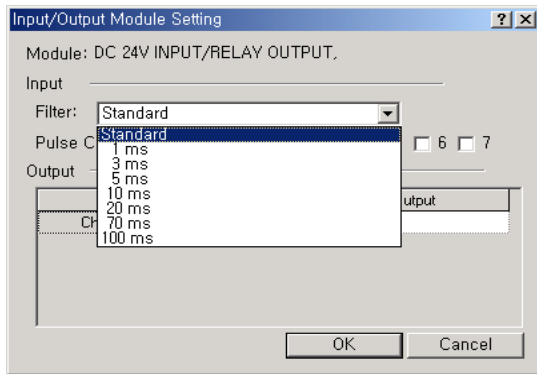 Input/Output Module Setting
Module: DC 24V INPUT/RELAY OUTPUT,
Input
Filter: Standard
Standard
1 ms
3 ms
5 ms
10 ms
20 ms
70 ms
100 ms
Pulse C 6 7
Output
utput
Ch
OK Cancel